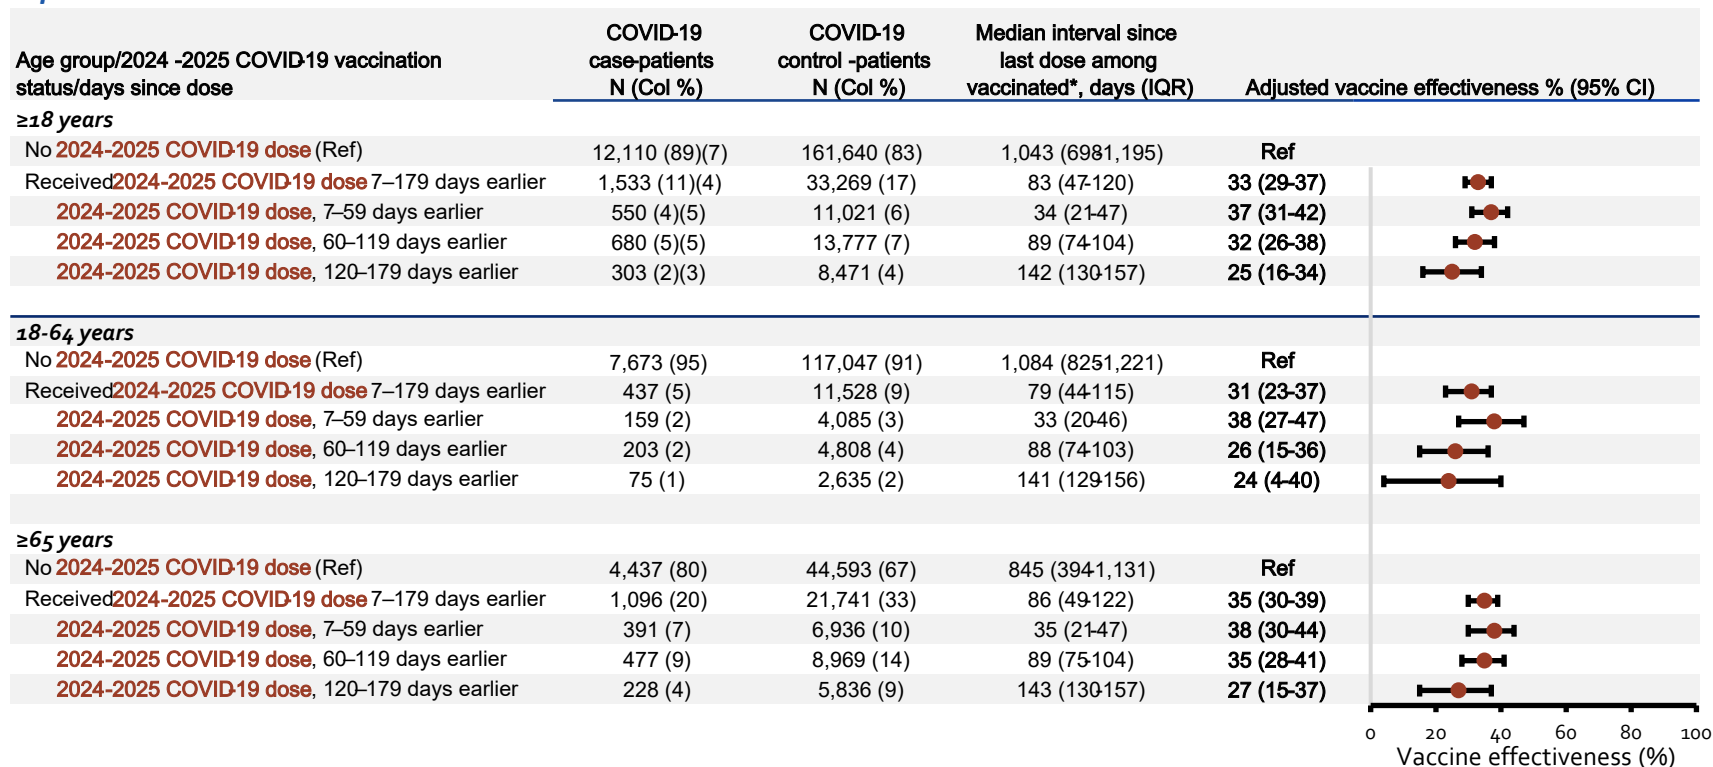 COVID-19 COVID-19 Median interval since
Age group/2024 -2025 COVID-19 vaccination case-patients control -patients last dose among
status/days since dose N (Col %) N (Col %) vaccinated*, days (IQR) Adjusted vaccine effectiveness % (95% CI)
≥18 years
No 2024-2025 COVID-19 dose (Ref) 12,110 (89)(7) 161,640 (83) 1,043 (698-1,195) Ref
Received 2024-2025 COVID-19 dose 7–179 days earlier 1,533 (11)(4) 33,269 (17) 83 (47-120) 33 (29-37)
2024-2025 COVID-19 dose, 7–59 days earlier 550 (4)(5) 11,021 (6) 34 (21-47) 37 (31-42)
2024-2025 COVID-19 dose, 60–119 days earlier 680 (5)(5) 13,777 (7) 89 (74-104) 32 (26-38)
2024-2025 COVID-19 dose, 120–179 days earlier 303 (2)(3) 8,471 (4) 142 (130-157) 25 (16-34)
18-64 years
No 2024-2025 COVID-19 dose (Ref) 7,673 (95) 117,047 (91) 1,084 (825-1,221) Ref
Received 2024-2025 COVID-19 dose 7–179 days earlier 437 (5) 11,528 (9) 79 (44-115) 31 (23-37)
2024-2025 COVID-19 dose, 7–59 days earlier 159 (2) 4,085 (3) 33 (20-46) 38 (27-47)
2024-2025 COVID-19 dose, 60–119 days earlier 203 (2) 4,808 (4) 88 (74-103) 26 (15-36)
2024-2025 COVID-19 dose, 120–179 days earlier 75 (1) 2,635 (2) 141 (129-156) 24 (4-40)
≥65 years
No 2024-2025 COVID-19 dose (Ref) 4,437 (80) 44,593 (67) 845 (394-1,131) Ref
Received 2024-2025 COVID-19 dose 7–179 days earlier 1,096 (20) 21,741 (33) 86 (49-122) 35 (30-39)
2024-2025 COVID-19 dose, 7–59 days earlier 391 (7) 6,936 (10) 35 (21-47) 38 (30-44)
2024-2025 COVID-19 dose, 60–119 days earlier 477 (9) 8,969 (14) 89 (75-104) 35 (28-41)
2024-2025 COVID-19 dose, 120–179 days earlier 228 (4) 5,836 (9) 143 (130-157) 27 (15-37)
0 20 40 60 80 100
Vaccine effectiveness (%)